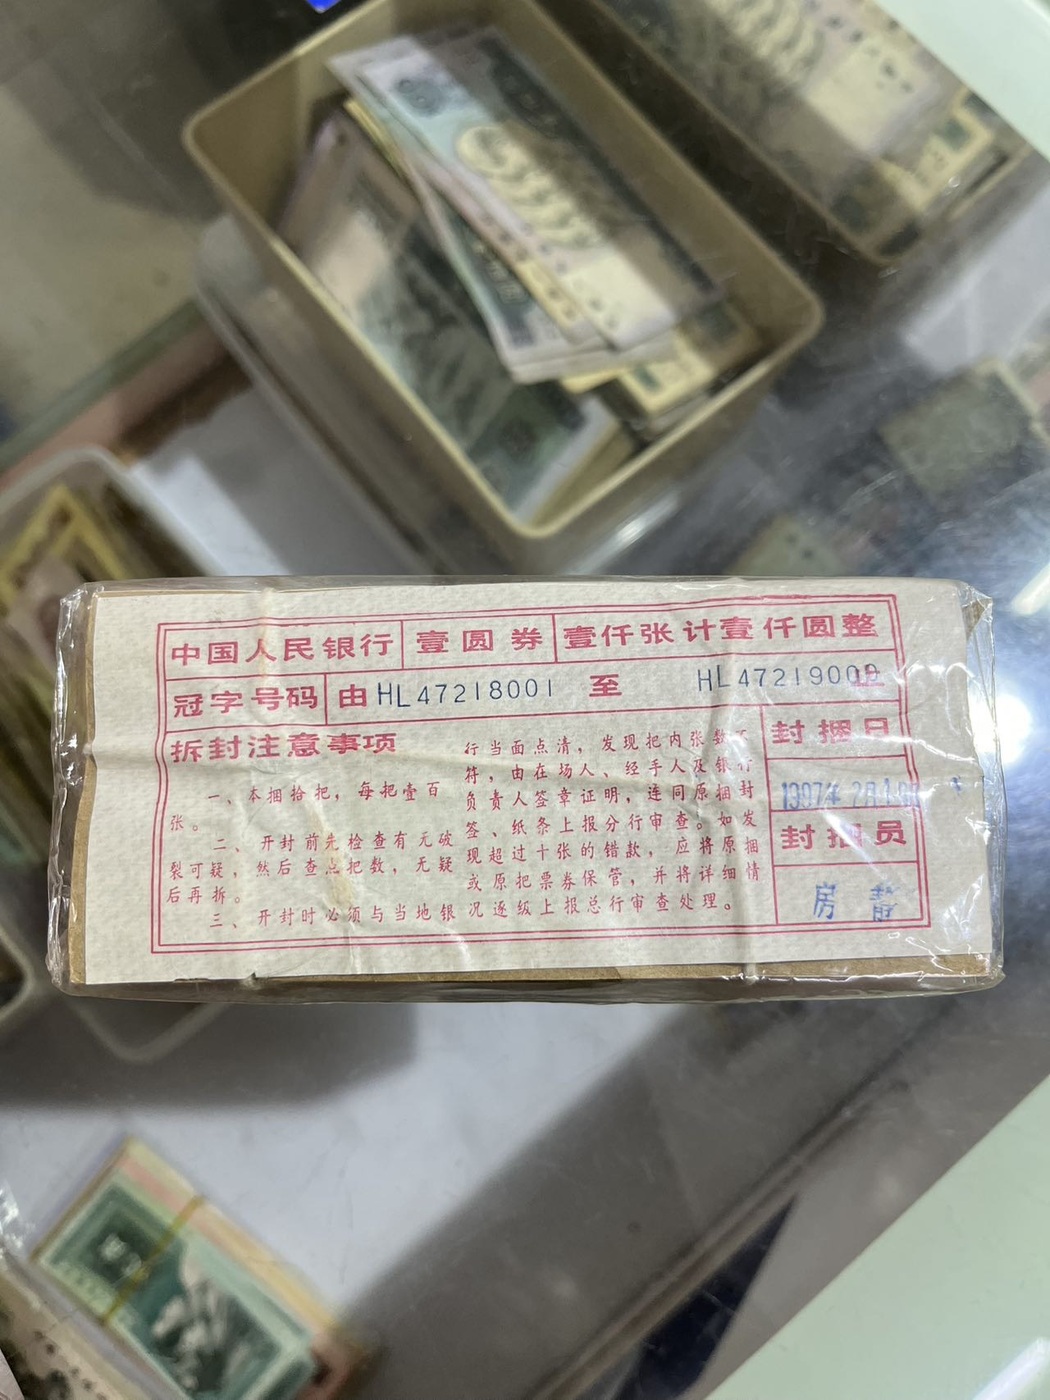 中国人民银行 壹圆券 壹仟张计壹仟圆整
冠字号码 由 HL47218001 至 HL47219000 止
拆封注意事项
一、本捆拾把，每把壹百
张。
二、开封前先检查有无破
裂可疑，然后查点把数，无疑
后再拆。
三、开封时必须与当地银
行当面点清，发现把内张数不
符，由在场人、经手人及银行
负责人签章证明，连同原捆封
签、纸条上报分行审查。如发
现超过十张的错款，应将原捆
或原把票券保管，并将详细情
况逐级上报总行审查处理。
封捆日
1997年 2月
封捆员
房